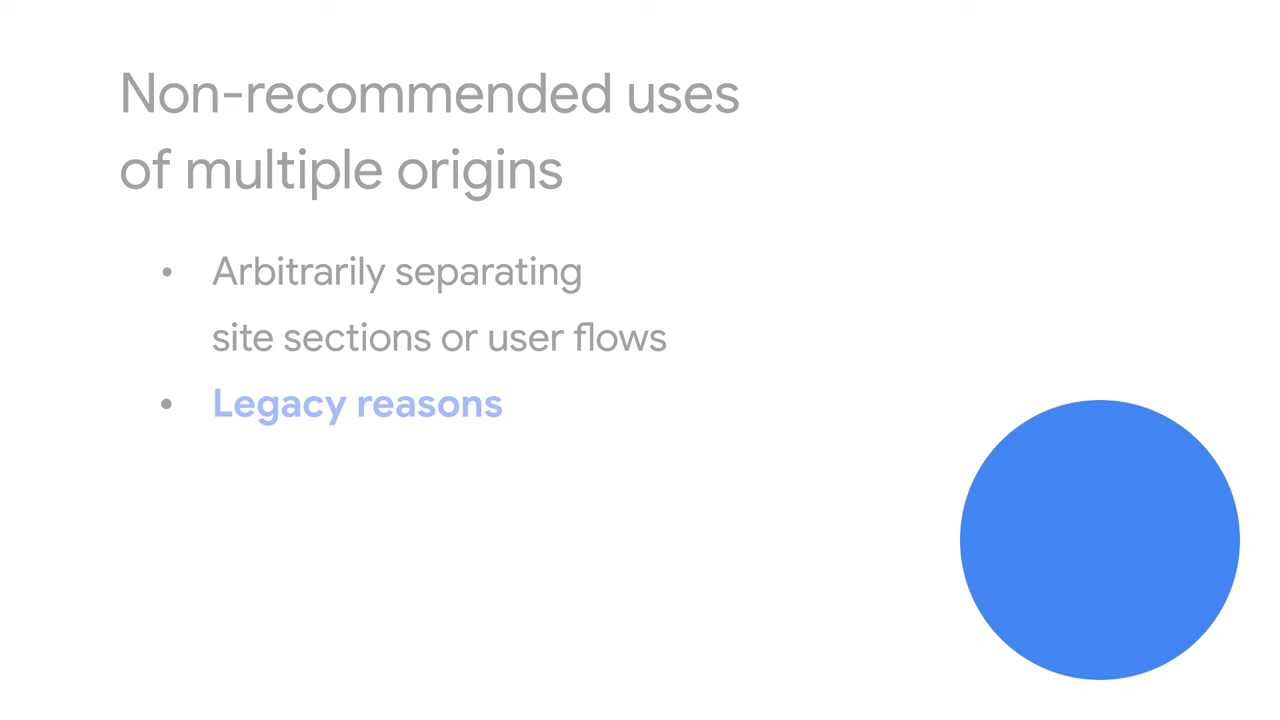 Non-recommended uses
of multiple origins
• Arbitrarily separating
site sections or user flows
• Legacy reasons